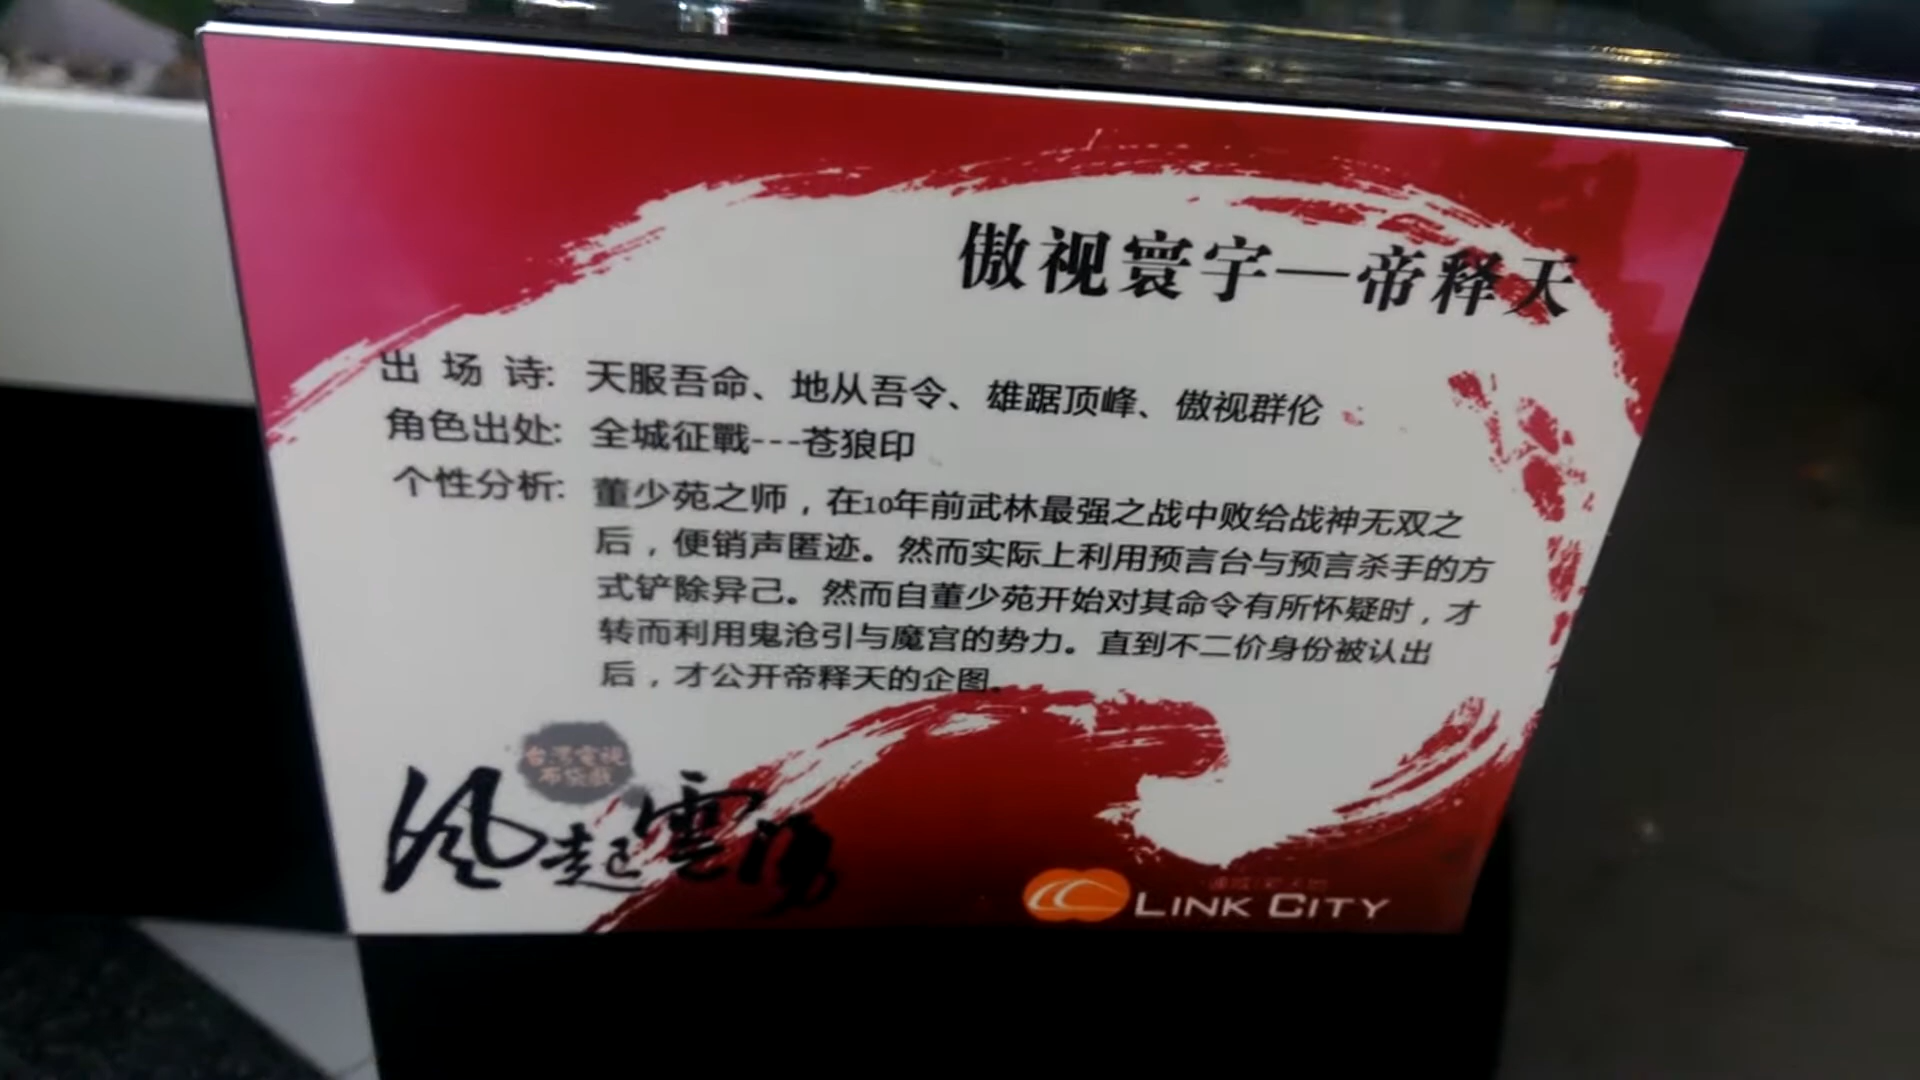 傲视寰宇—帝释天
出 场 诗: 天服吾命、地从吾令、雄踞顶峰、傲视群伦
角色出处: 全城征戰---苍狼印
个性分析: 董少苑之师，在10年前武林最强之战中败给战神无双之
后，便销声匿迹。然而实际上利用预言台与预言杀手的方
式铲除异己。然而自董少苑开始对其命令有所怀疑时，才
转而利用鬼沧引与魔宫的势力。直到不二价身份被认出
后，才公开帝释天的企图。
台灣電視
布袋戲
风起雲湧
LINK CITY